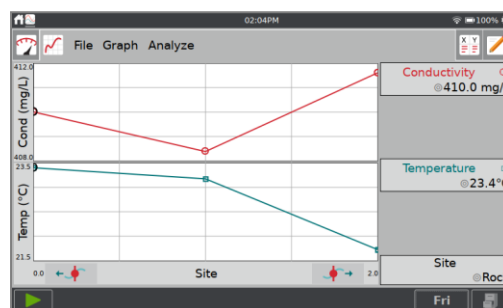 02:04PM
100%
File Graph Analyze
X Y
412.0
Cond (mg/L)
408.0
Conductivity
410.0 mg/
23.5
Temp (°C)
21.5
Temperature
23.4°
0.0
Site
2.0
Site
Roc
Fri